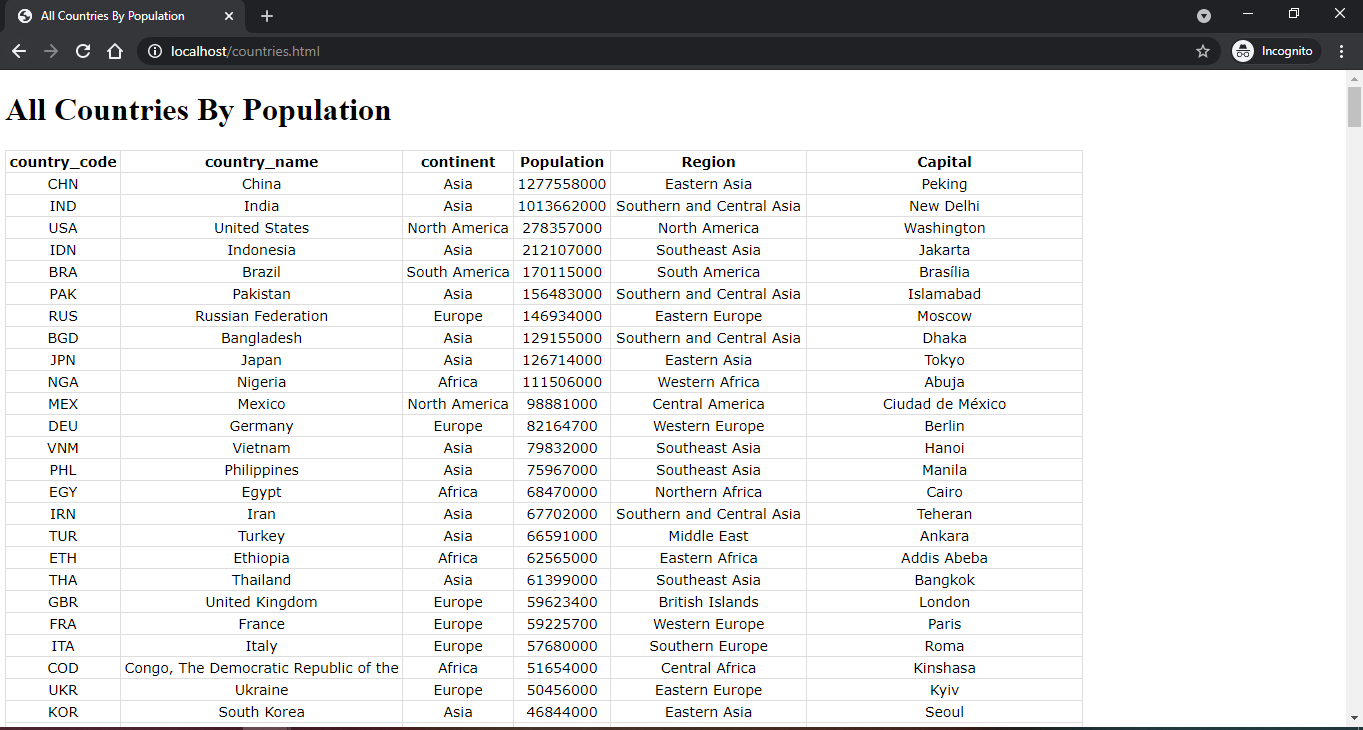 All Countries By Population
localhost/countries.html
Incognito
All Countries By Population
country_code country_name continent Population Region Capital
CHN China Asia 1277558000 Eastern Asia Peking
IND India Asia 1013662000 Southern and Central Asia New Delhi
USA United States North America 278357000 North America Washington
IDN Indonesia Asia 212107000 Southeast Asia Jakarta
BRA Brazil South America 170115000 South America Brasília
PAK Pakistan Asia 156483000 Southern and Central Asia Islamabad
RUS Russian Federation Europe 146934000 Eastern Europe Moscow
BGD Bangladesh Asia 129155000 Southern and Central Asia Dhaka
JPN Japan Asia 126714000 Eastern Asia Tokyo
NGA Nigeria Africa 111506000 Western Africa Abuja
MEX Mexico North America 98881000 Central America Ciudad de México
DEU Germany Europe 82164700 Western Europe Berlin
VNM Vietnam Asia 79832000 Southeast Asia Hanoi
PHL Philippines Asia 75967000 Southeast Asia Manila
EGY Egypt Africa 68470000 Northern Africa Cairo
IRN Iran Asia 67702000 Southern and Central Asia Teheran
TUR Turkey Asia 66591000 Middle East Ankara
ETH Ethiopia Africa 62565000 Eastern Africa Addis Abeba
THA Thailand Asia 61399000 Southeast Asia Bangkok
GBR United Kingdom Europe 59623400 British Islands London
FRA France Europe 59225700 Western Europe Paris
ITA Italy Europe 57680000 Southern Europe Roma
COD Congo, The Democratic Republic of the Africa 51654000 Central Africa Kinshasa
UKR Ukraine Europe 50456000 Eastern Europe Kyiv
KOR South Korea Asia 46844000 Eastern Asia Seoul